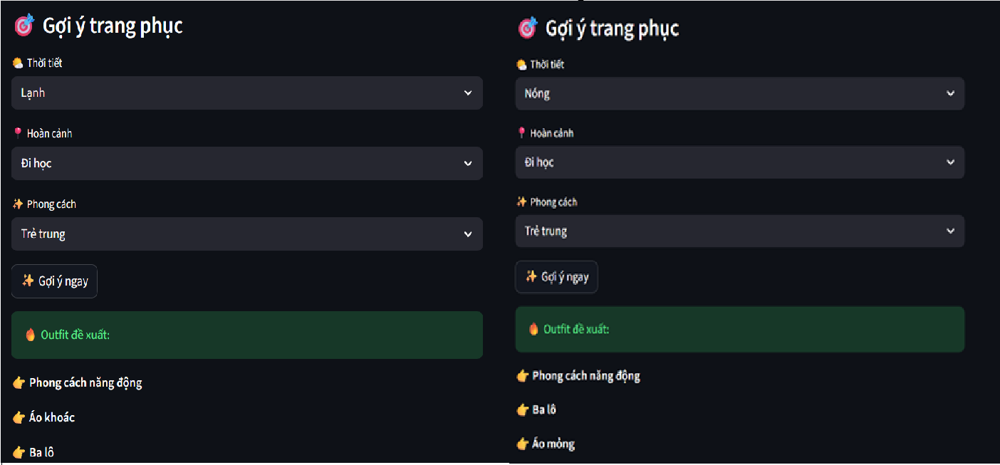 Gợi ý trang phục
Thời tiết
Lạnh
Hoàn cảnh
Đi học
Phong cách
Trẻ trung
Gợi ý ngay
Outfit đề xuất:
Phong cách năng động
Áo khoác
Ba lô
Gợi ý trang phục
Thời tiết
Nóng
Hoàn cảnh
Đi học
Phong cách
Trẻ trung
Gợi ý ngay
Outfit đề xuất:
Phong cách năng động
Ba lô
Áo mỏng